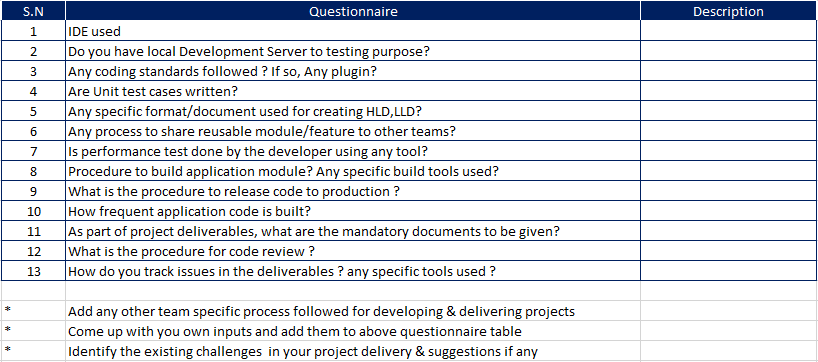 S.N Questionnaire Description
1 IDE used
2 Do you have local Development Server to testing purpose?
3 Any coding standards followed ? If so, Any plugin?
4 Are Unit test cases written?
5 Any specific format/document used for creating HLD,LLD?
6 Any process to share reusable module/feature to other teams?
7 Is performance test done by the developer using any tool?
8 Procedure to build application module? Any specific build tools used?
9 What is the procedure to release code to production ?
10 How frequent application code is built?
11 As part of project deliverables, what are the mandatory documents to be given?
12 What is the procedure for code review ?
13 How do you track issues in the deliverables ? any specific tools used ?
* Add any other team specific process followed for developing & delivering projects
* Come up with you own inputs and add them to above questionnaire table
* Identify the existing challenges in your project delivery & suggestions if any